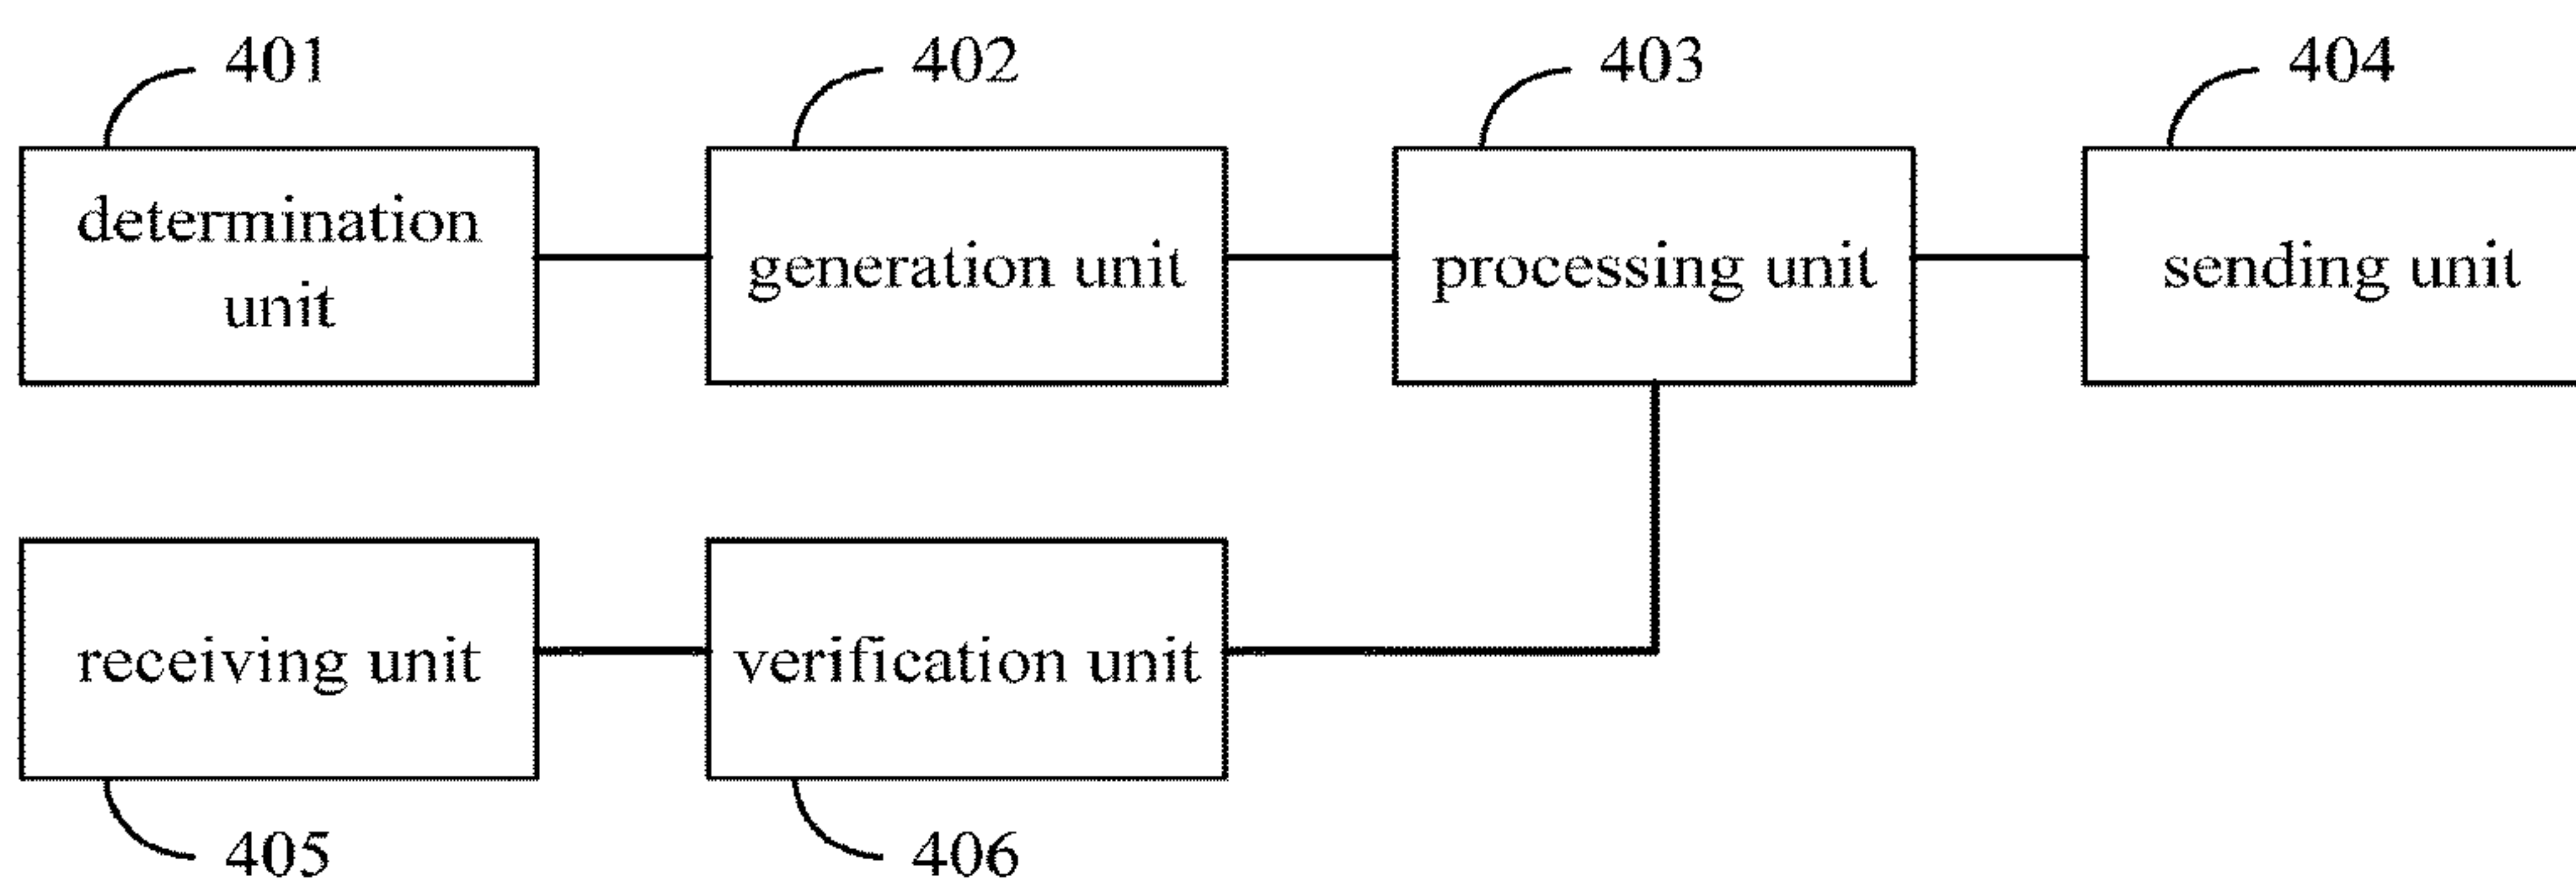 401
402
403
404
determination
unit
generation unit
processing unit
sending unit
receiving unit
verification unit
405
406